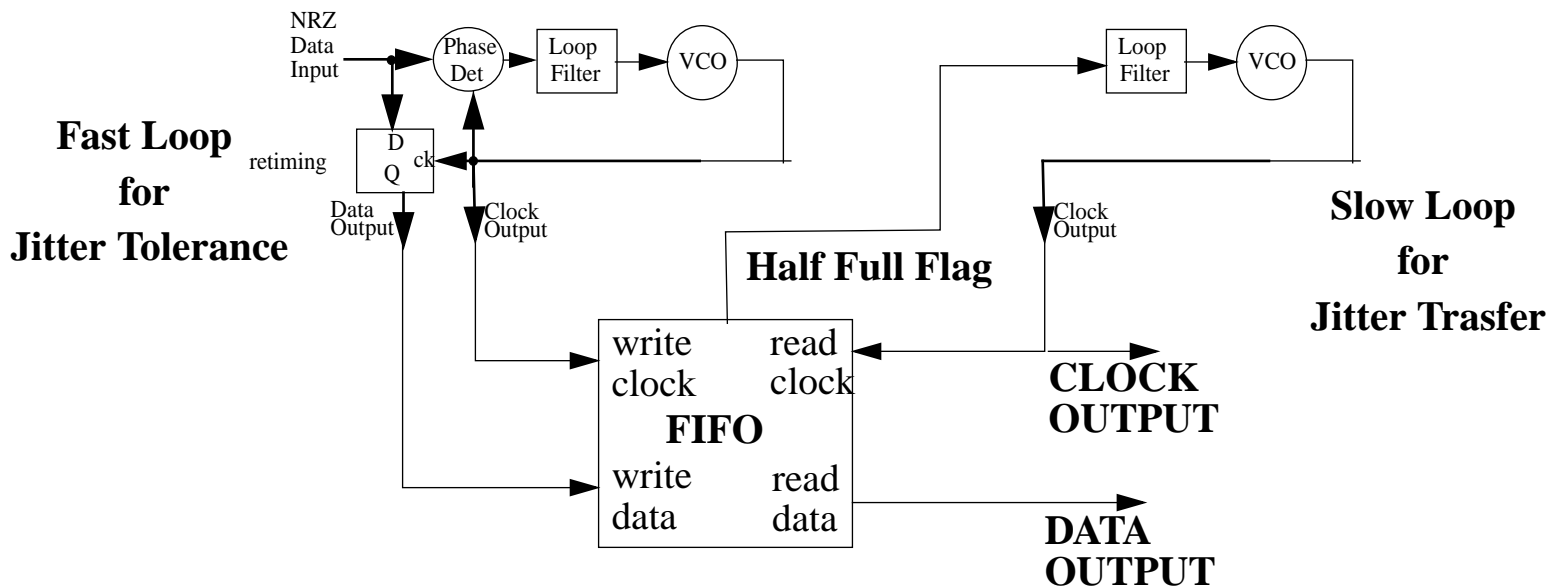 NRZ
Data
Input
Phase
Det
Loop
Filter
VCO
Loop
Filter
VCO
Fast Loop
for
Jitter Tolerance
retiming
D
Q
ck
Data
Output
Clock
Output
Clock
Output
Slow Loop
for
Jitter Trasfer
Half Full Flag
write
clock
read
clock
FIFO
write
data
read
data
CLOCK
OUTPUT
DATA
OUTPUT